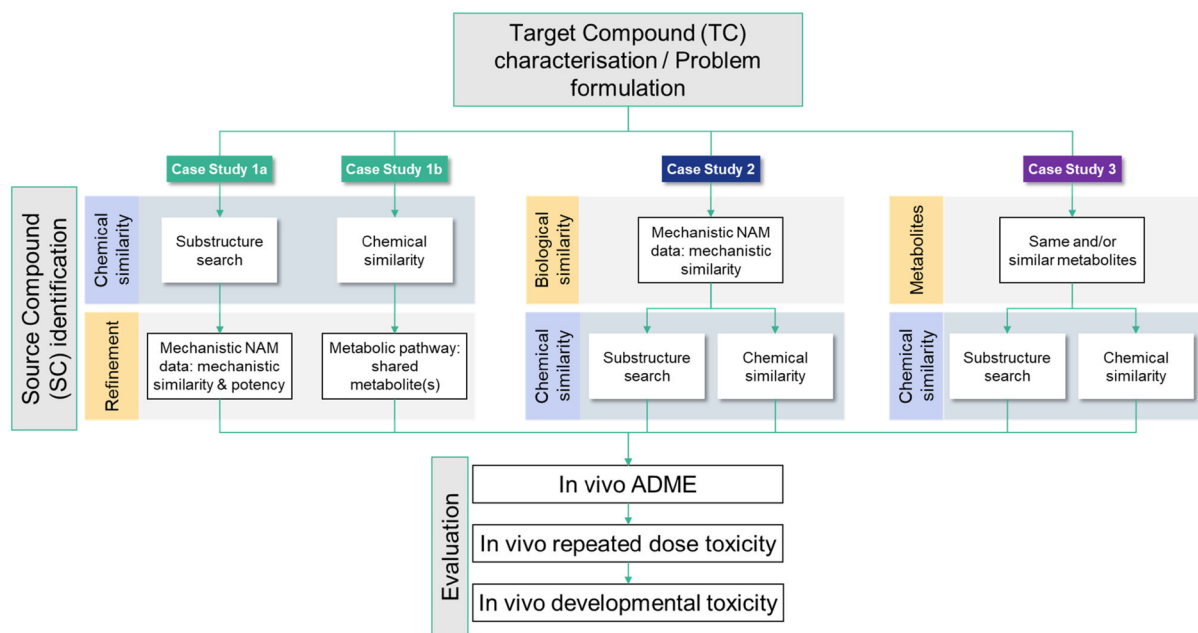 Target Compound (TC)
characterisation / Problem
formulation
Case Study 1a
Case Study 1b
Case Study 2
Case Study 3
Source Compound
(SC) identification
Chemical
similarity
Substructure
search
Chemical
similarity
Biological
similarity
Mechanistic NAM
data: mechanistic
similarity
Metabolites
Same and/or
similar metabolites
Refinement
Mechanistic NAM
data: mechanistic
similarity & potency
Metabolic pathway:
shared
metabolite(s)
Chemical
similarity
Substructure
search
Chemical
similarity
Chemical
similarity
Substructure
search
Chemical
similarity
Evaluation
In vivo ADME
In vivo repeated dose toxicity
In vivo developmental toxicity